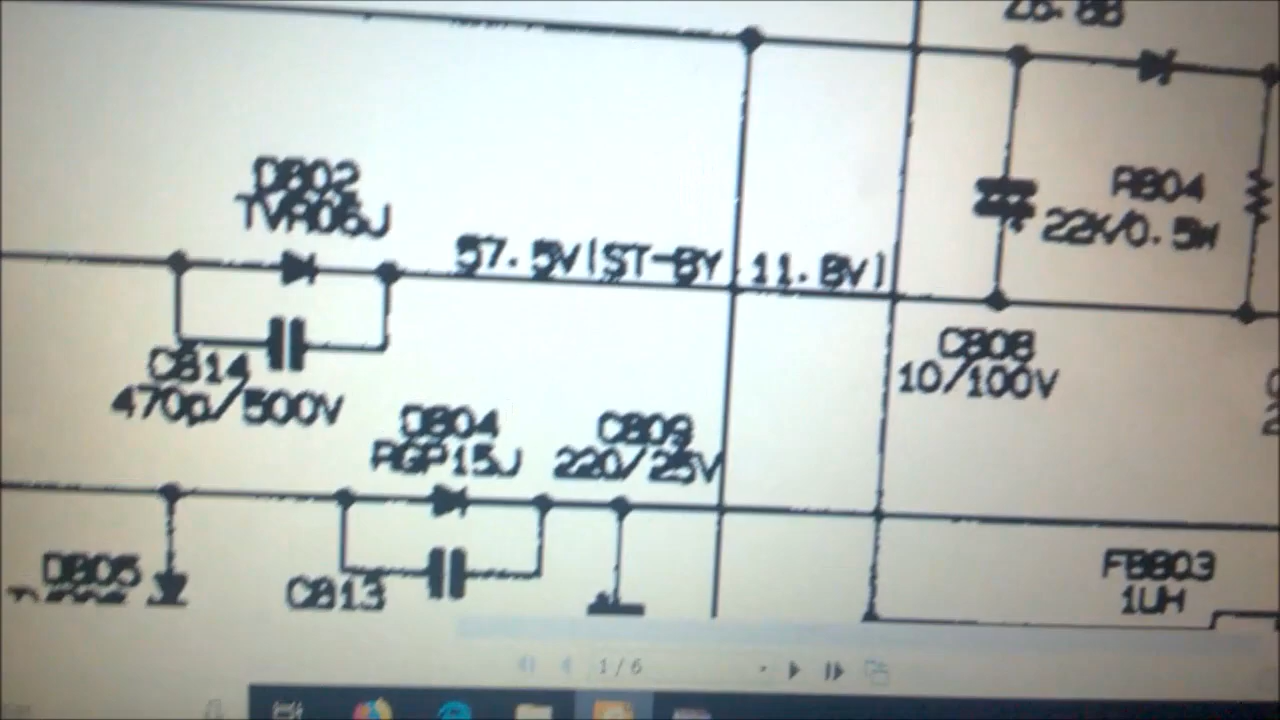 D802
TVR06J
57.5V(ST-BY 11.8V)
R804
22K/0.5W
C814
470p/500V
C808
10/100V
D804
RGP15J
C809
220/25V
D805
C813
FB803
1UH
1/6